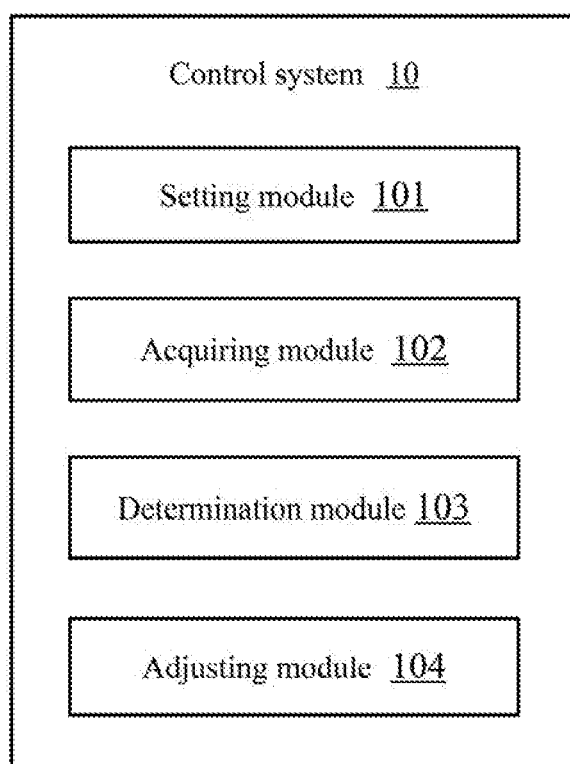 Control system 10
Setting module 101
Acquiring module 102
Determination module 103
Adjusting module 104